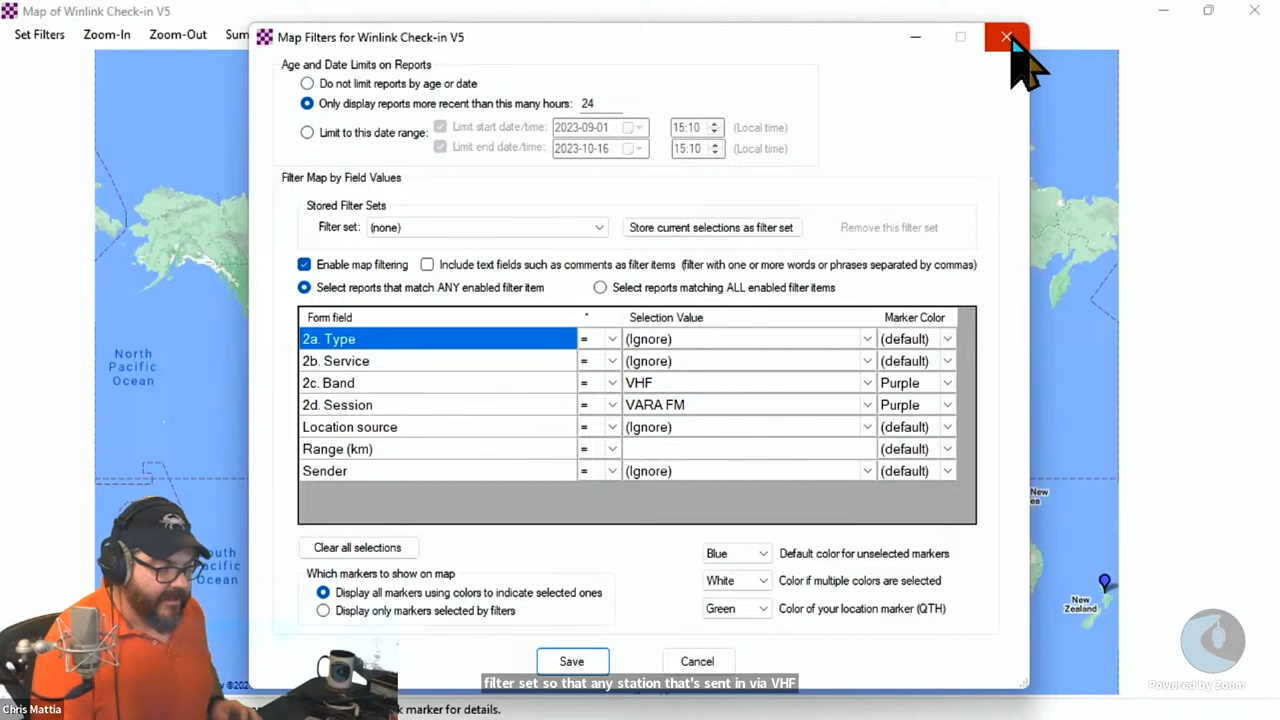 Map of Winlink Check-in V5
Set Filters Zoom-In Zoom-Out Sum
Map Filters for Winlink Check-in V5
Age and Date Limits on Reports
Do not limit reports by age or date
Only display reports more recent than this many hours: 24
Limit to this date range: Limit start date/time: 2023-09-01 15:10 (Local time)
Limit end date/time: 2023-10-16 15:10 (Local time)
Filter Map by Field Values
Stored Filter Sets
Filter set: (none) Store current selections as filter set Remove this filter set
Enable map filtering Include text fields such as comments as filter items (filter with one or more words or phrases separated by commas)
Select reports that match ANY enabled filter item Select reports matching ALL enabled filter items
Form field * Selection Value Marker Color
2a. Type = (Ignore) (default)
2b. Service = (Ignore) (default)
2c. Band = VHF Purple
2d. Session = VARA FM Purple
Location source = (Ignore) (default)
Range (km) = (default)
Sender = (Ignore) (default)
Clear all selections
Which markers to show on map
Display all markers using colors to indicate selected ones
Display only markers selected by filters
Blue Default color for unselected markers
White Color if multiple colors are selected
Green Color of your location marker (QTH)
Save Cancel
North
Pacific
Ocean
Pacific
Ocean
New
New
Zealand
filter set so that any station that's sent in via VHF
marker for details.
Chris Mattia
Powered by Zoom